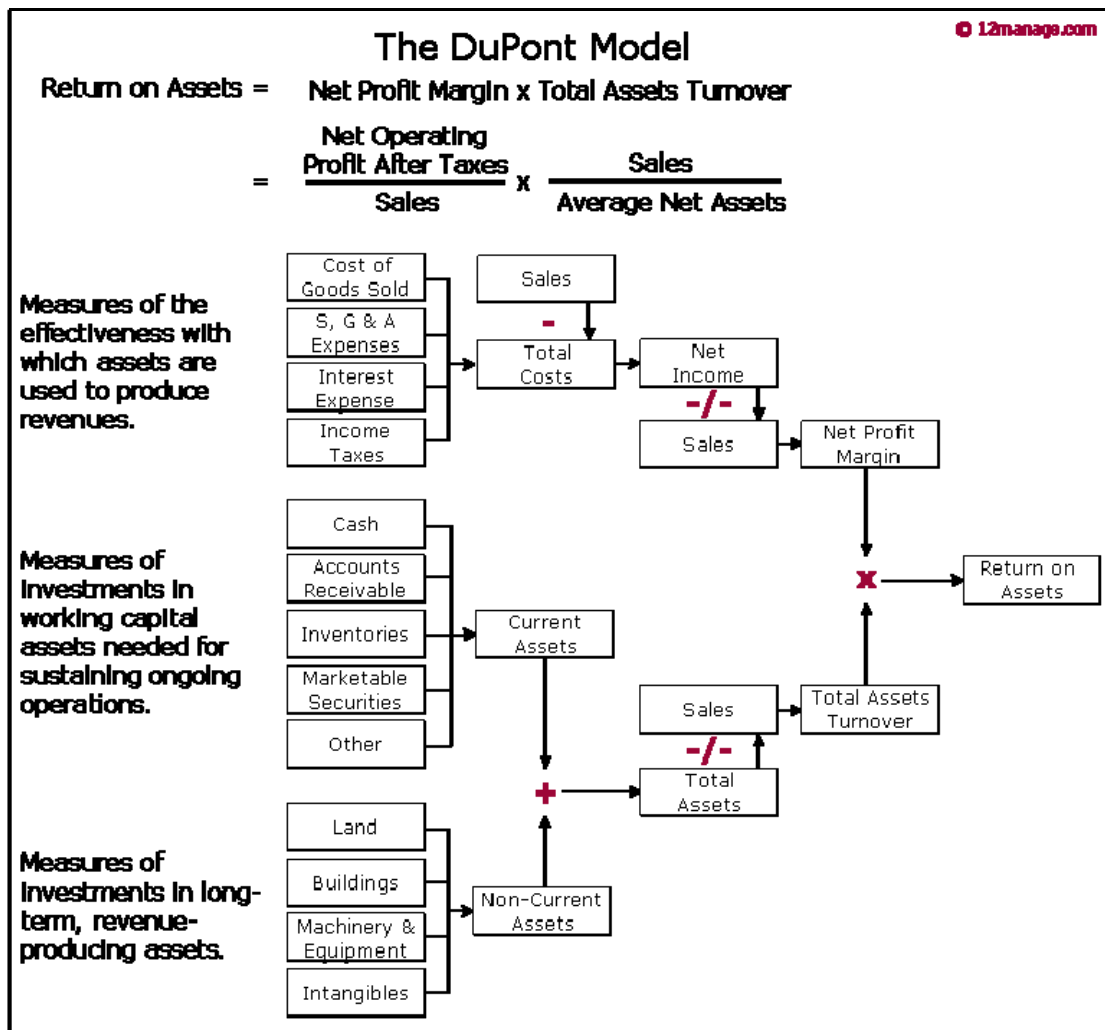 © 12manage.com
The DuPont Model
Return on Assets = Net Profit Margin x Total Assets Turnover
Net Operating
Profit After Taxes
Sales
=
x
Sales
Average Net Assets
Measures of the
effectiveness with
which assets are
used to produce
revenues.
Cost of
Goods Sold
S, G & A
Expenses
Interest
Expense
Income
Taxes
Sales
-
Total
Costs
Net
Income
-/-
Sales
Net Profit
Margin
Measures of
investments in
working capital
assets needed for
sustaining ongoing
operations.
Cash
Accounts
Receivable
Inventories
Marketable
Securities
Other
Current
Assets
x
Return on
Assets
Sales
-/-
Total
Assets
Total Assets
Turnover
+
Measures of
investments in long-
term, revenue-
producing assets.
Land
Buildings
Machinery &
Equipment
Intangibles
Non-Current
Assets